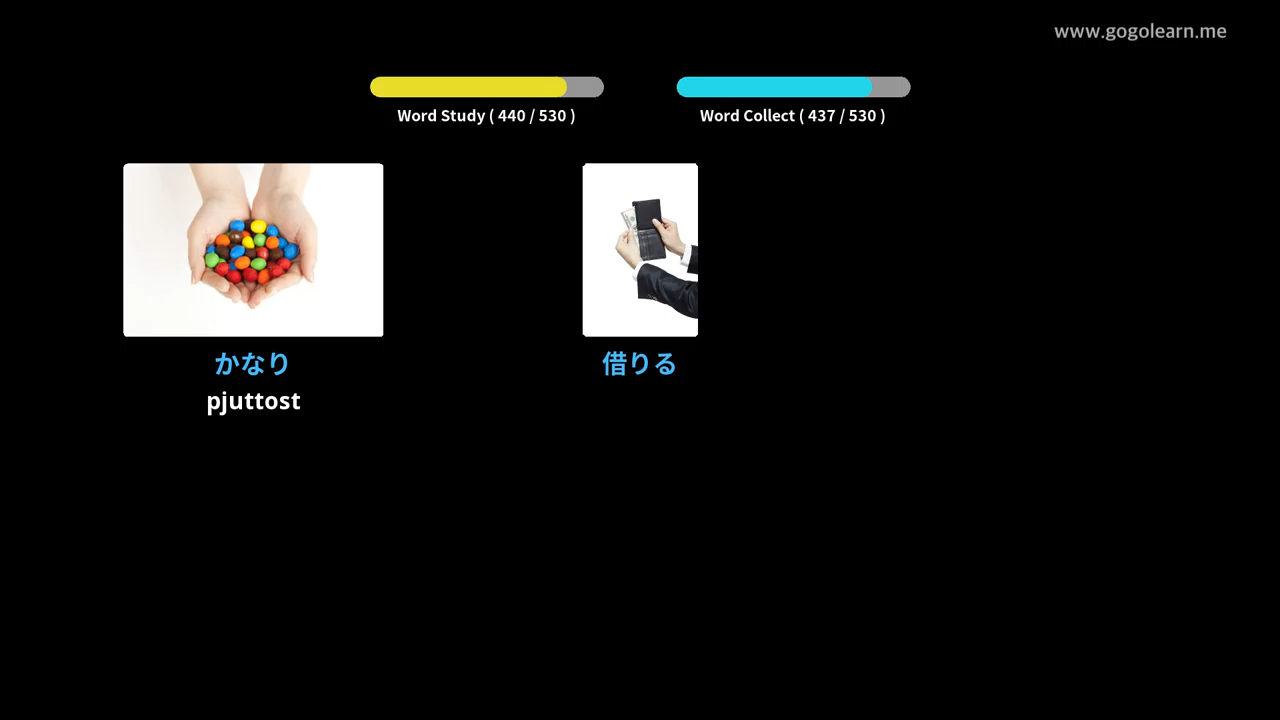 www.gogolearn.me
Word Study ( 440 / 530 )
Word Collect ( 437 / 530 )
かなり
pjuttost
借りる